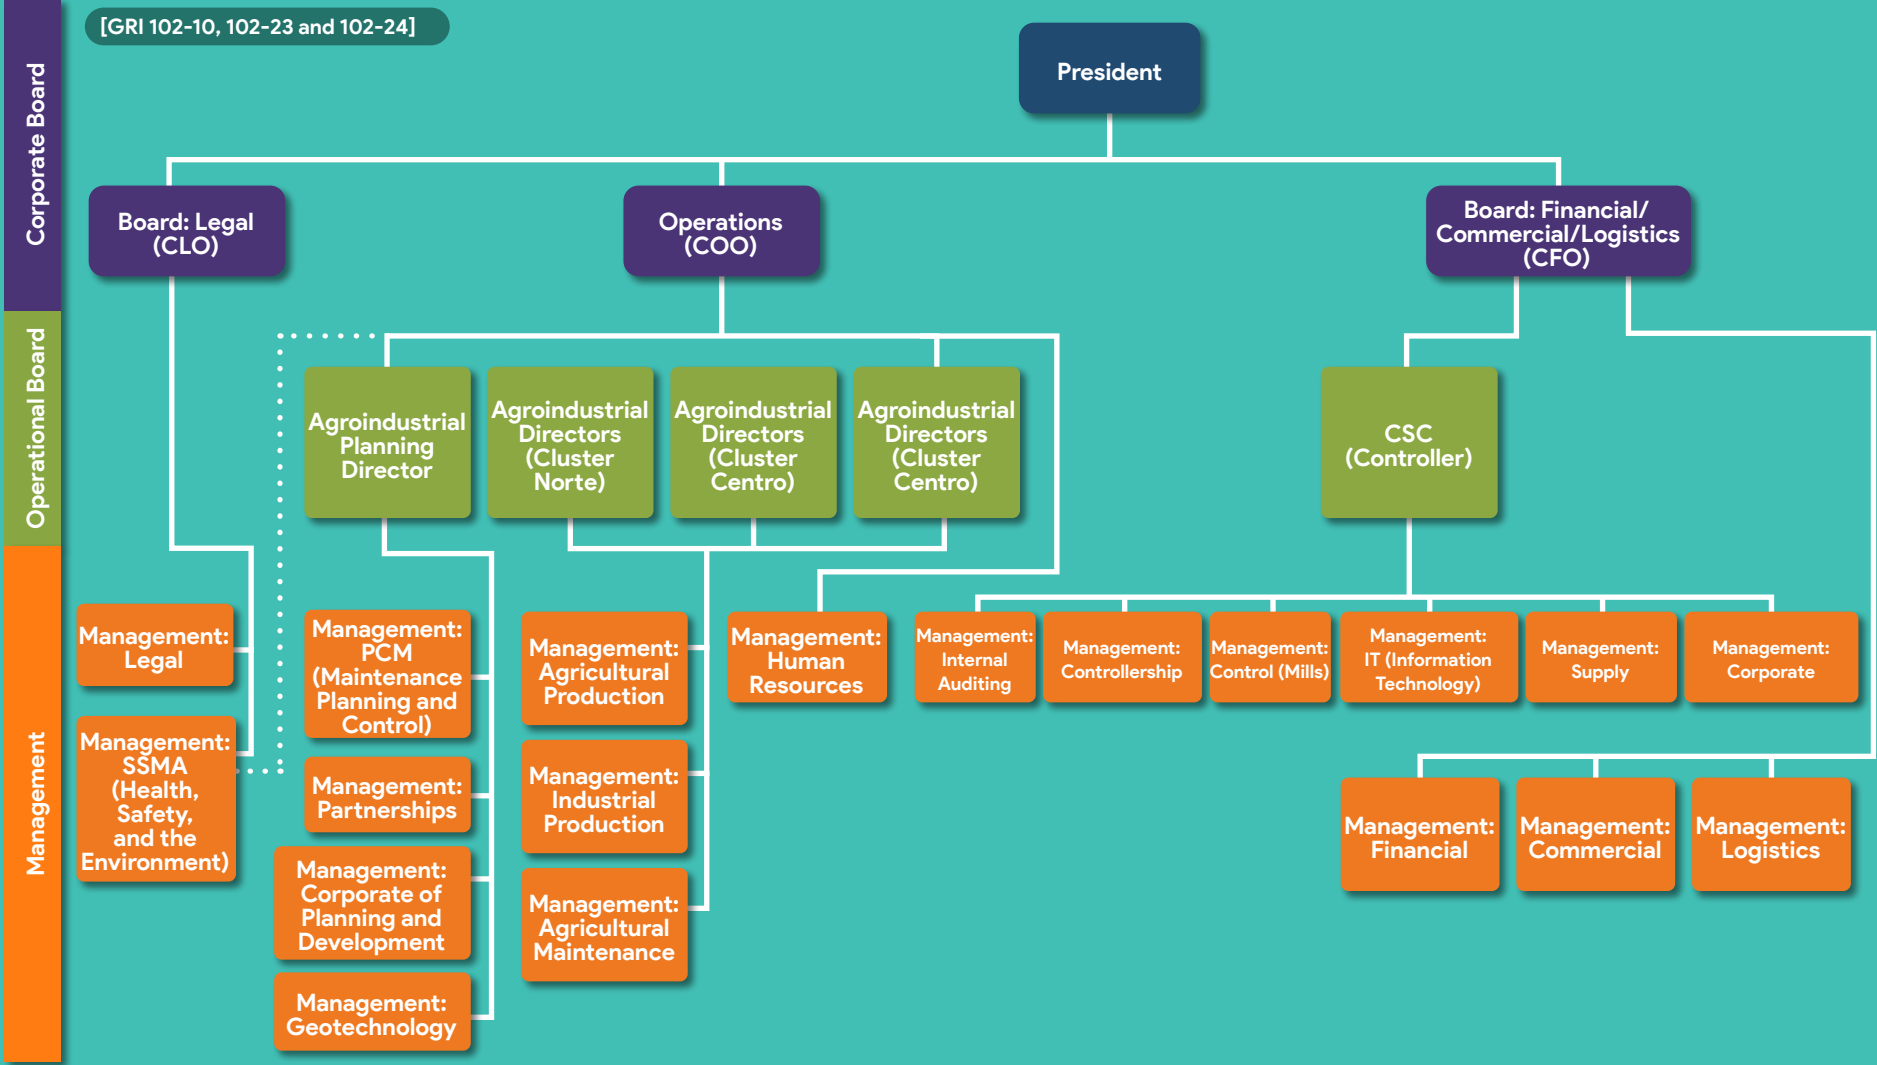 [GRI 102-10, 102-23 and 102-24]
Corporate Board
President
Board: Legal
(CLO)
Operations
(COO)
Board: Financial/
Commercial/Logistics
(CFO)
Operational Board
Agroindustrial
Planning
Director
Agroindustrial
Directors
(Cluster
Norte)
Agroindustrial
Directors
(Cluster
Centro)
Agroindustrial
Directors
(Cluster
Centro)
CSC
(Controller)
Management
Management:
Legal
Management:
SSMA
(Health,
Safety,
and the
Environment)
Management:
PCM
(Maintenance
Planning and
Control)
Management:
Partnerships
Management:
Corporate of
Planning and
Development
Management:
Geotechnology
Management:
Agricultural
Production
Management:
Industrial
Production
Management:
Agricultural
Maintenance
Management:
Human
Resources
Management:
Internal
Auditing
Management:
Controllership
Management:
Control (Mills)
Management:
IT (Information
Technology)
Management:
Supply
Management:
Corporate
Management:
Financial
Management:
Commercial
Management:
Logistics